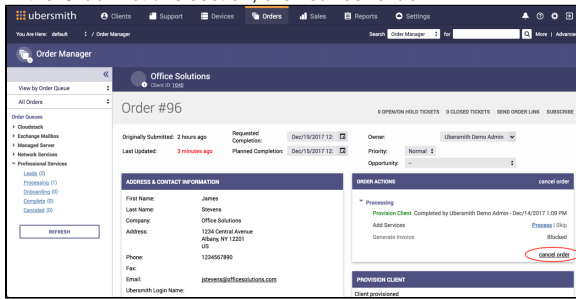 ubersmith
Clients
Support
Devices
Orders
Sales
Reports
Settings
You Are Here: default / Order Manager
Search Order Manager for
More | Advanced
Order Manager
«
View by Order Queue
All Orders
Order Queues
Cloudstack
Exchange Mailbox
Managed Server
Network Services
Professional Services
Leads (0)
Processing (1)
Onboarding (0)
Complete (0)
Canceled (0)
REFRESH
Office Solutions
Client ID: 1045
Order #96
0 OPEN/ON HOLD TICKETS 0 CLOSED TICKETS SEND ORDER LINK SUBSCRIBE
Originally Submitted: 2 hours ago
Last Updated: 3 minutes ago
Requested Completion: Dec/19/2017 12:
Planned Completion: Dec/15/2017 12:
Owner: Ubersmith Demo Admin
Priority: Normal
Opportunity: --
ADDRESS & CONTACT INFORMATION
First Name: James
Last Name: Stevens
Company: Office Solutions
Address: 1234 Central Avenue
Albany, NY 12201
US
Phone: 1234567890
Fax:
Email: jstevens@officesolutions.com
Ubersmith Login Name:
ORDER ACTIONS cancel order
Processing
Provision Client Completed by Ubersmith Demo Admin - Dec/14/2017 1:09 PM
Add Services Process | Skip
Generate Invoice Blocked
cancel order
PROVISION CLIENT
Client provisioned